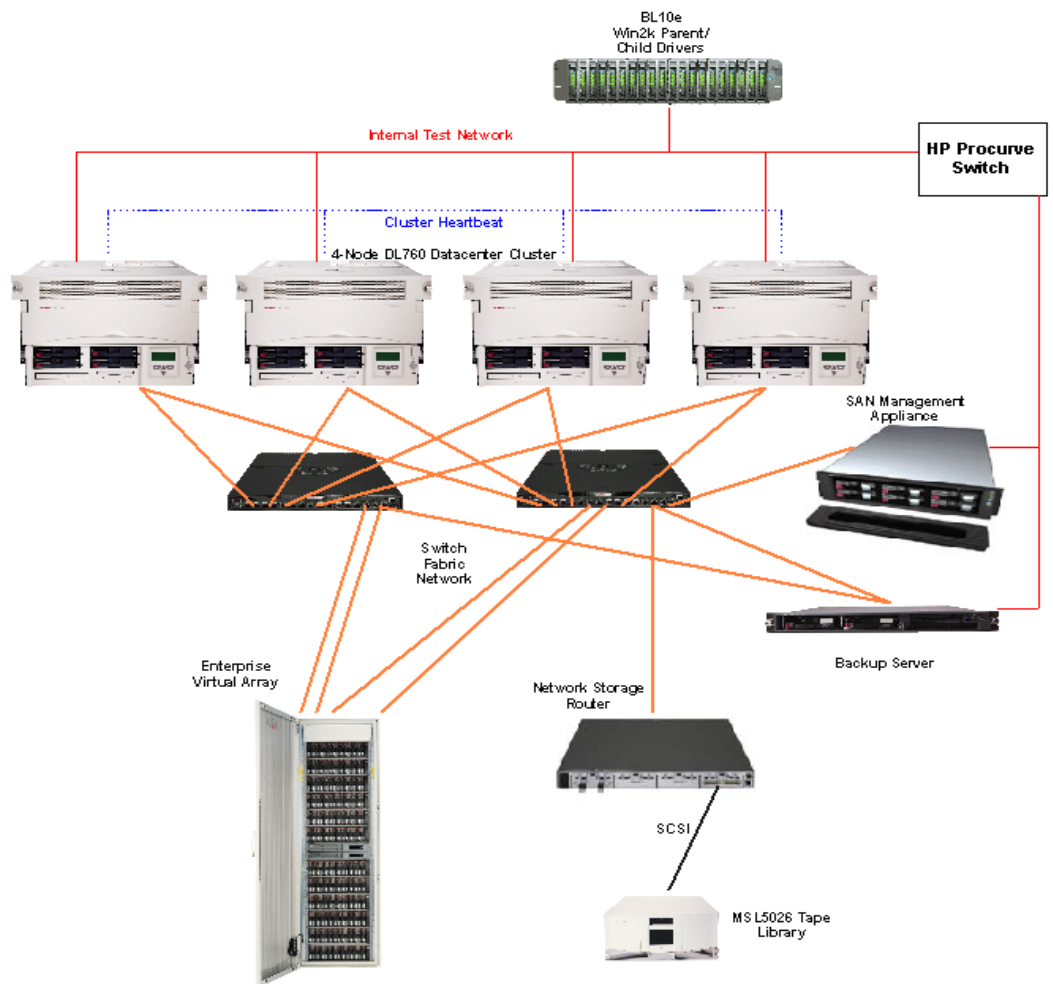 BL10e
Win2k Parent/
Child Drivers
Internal Test Network
HP Procurve
Switch
Cluster Heartbeat
4-Node DL760 Datacenter Cluster
SAN Management
Appliance
Switch
Fabric
Network
Backup Server
Enterprise
Virtual Array
Network Storage
Router
SCSI
MSL5026 Tape
Library